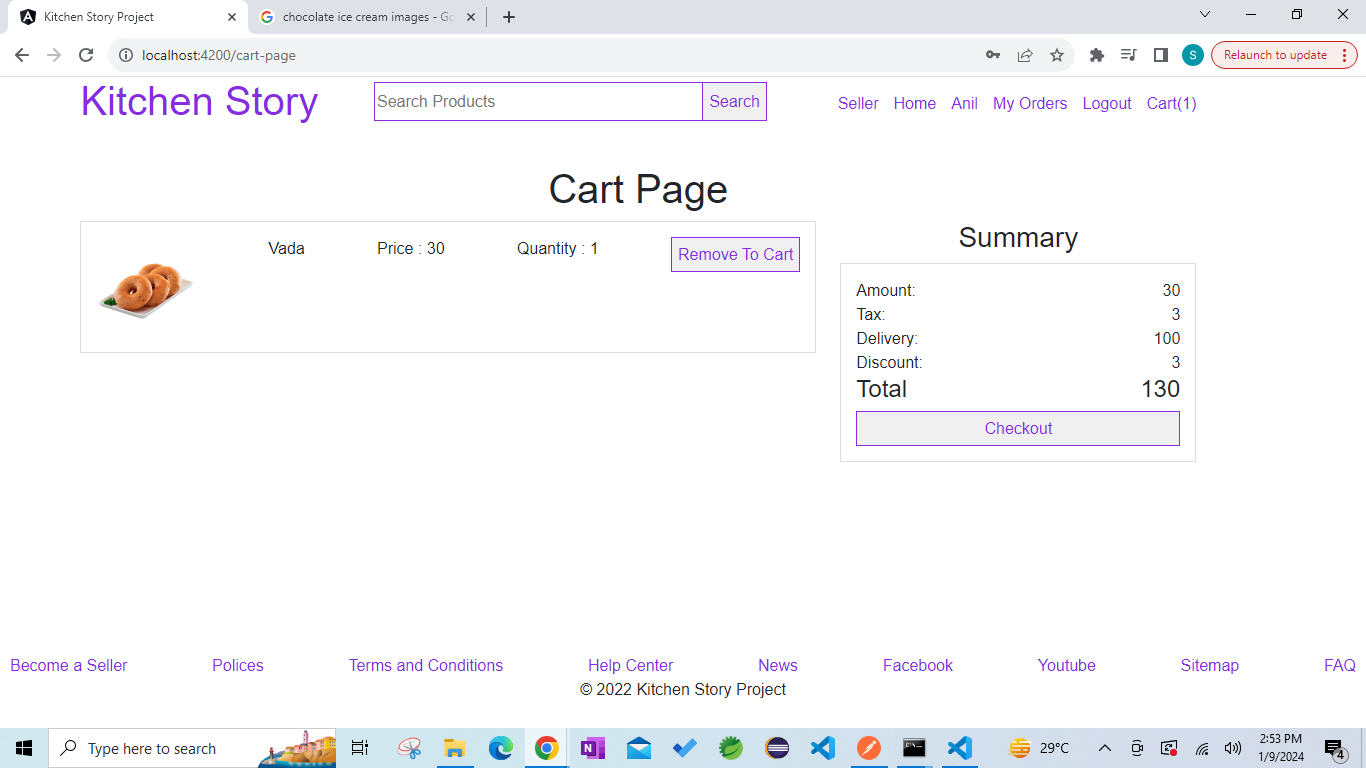 Kitchen Story Project
chocolate ice cream images - Go
localhost:4200/cart-page
S
Relaunch to update
Kitchen Story
Search Products
Search
Seller Home Anil My Orders Logout Cart(1)
Cart Page
Vada Price : 30 Quantity : 1 Remove To Cart
Summary
Amount: 30
Tax: 3
Delivery: 100
Discount: 3
Total 130
Checkout
Become a Seller Polices Terms and Conditions Help Center News Facebook Youtube Sitemap FAQ
© 2022 Kitchen Story Project
Type here to search
29°C
2:53 PM
1/9/2024
4